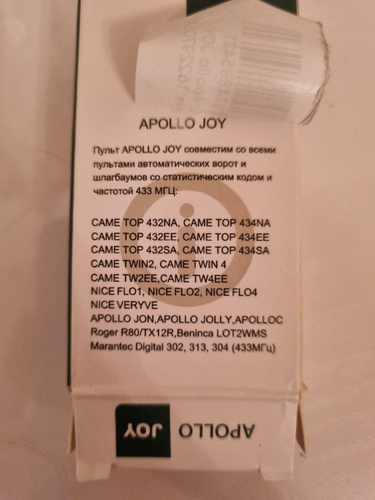 APOLLO JOY
Пульт APOLLO JOY совместим со всеми
пультами автоматических ворот и
шлагбаумов со статистическим кодом и
частотой 433 МГЦ:
CAME TOP 432NA, CAME TOP 434NA
CAME TOP 432EE, CAME TOP 434EE
CAME TOP 432SA, CAME TOP 434SA
CAME TWIN2, CAME TWIN 4
CAME TW2EE,CAME TW4EE
NICE FLO1, NICE FLO2, NICE FLO4
NICE VERYVE
APOLLO JON,APOLLO JOLLY,APOLLOC
Roger R80/TX12R,Beninca LOT2WMS
Marantec Digital 302, 313, 304 (433МГц)
APOLLO JOY